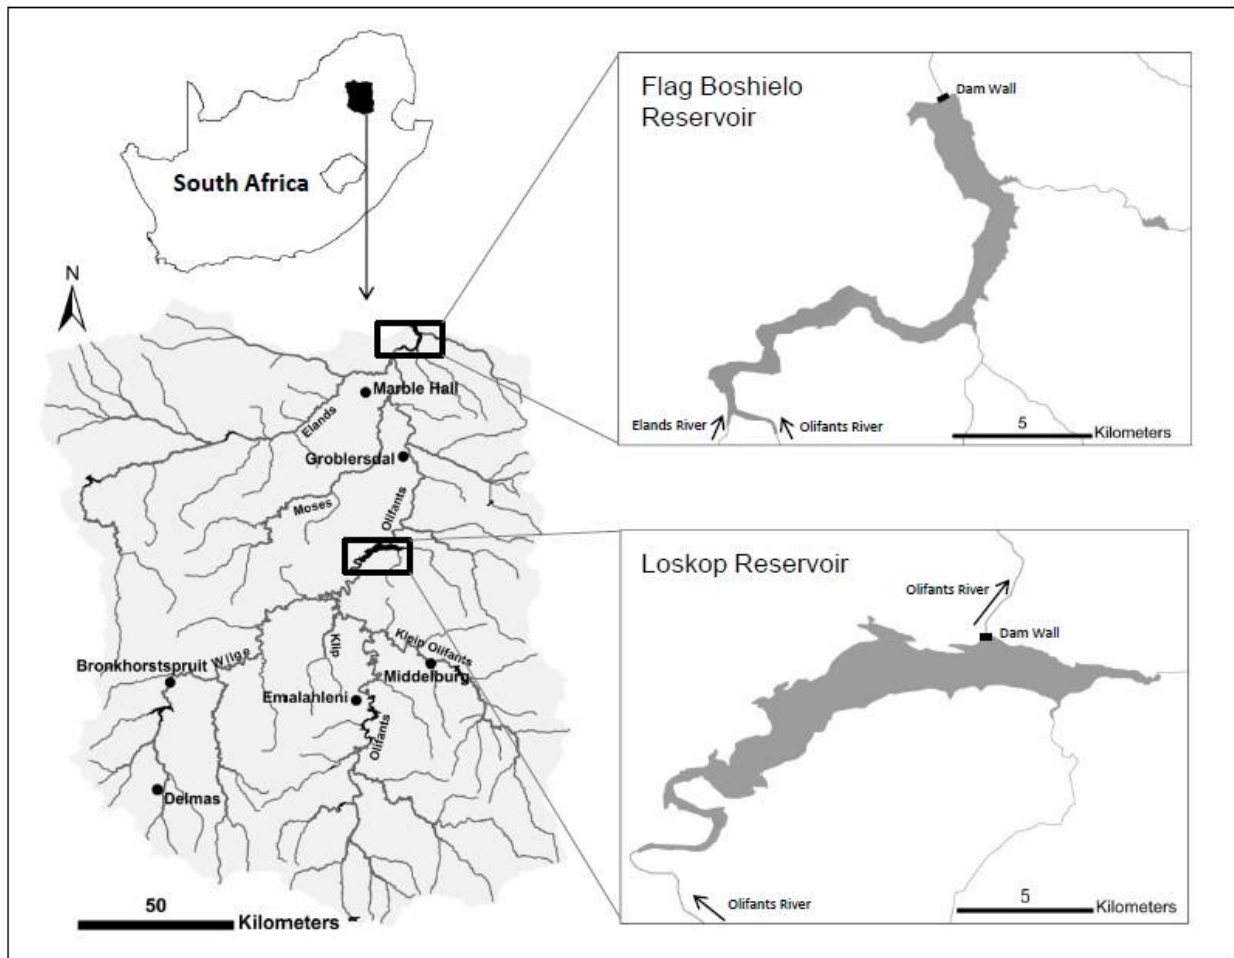 South Africa
N
Marble Hall
Elands
Groblersdal
Moses
Olifants
Klein Olifants
Klip
Wilge
Bronkhorstspruit
Middelburg
Emalahleni
Olifants
Delmas
50
Kilometers
Flag Boshielo
Reservoir
Dam Wall
Elands River
Olifants River
5
Kilometers
Loskop Reservoir
Olifants River
Dam Wall
Olifants River
5
Kilometers